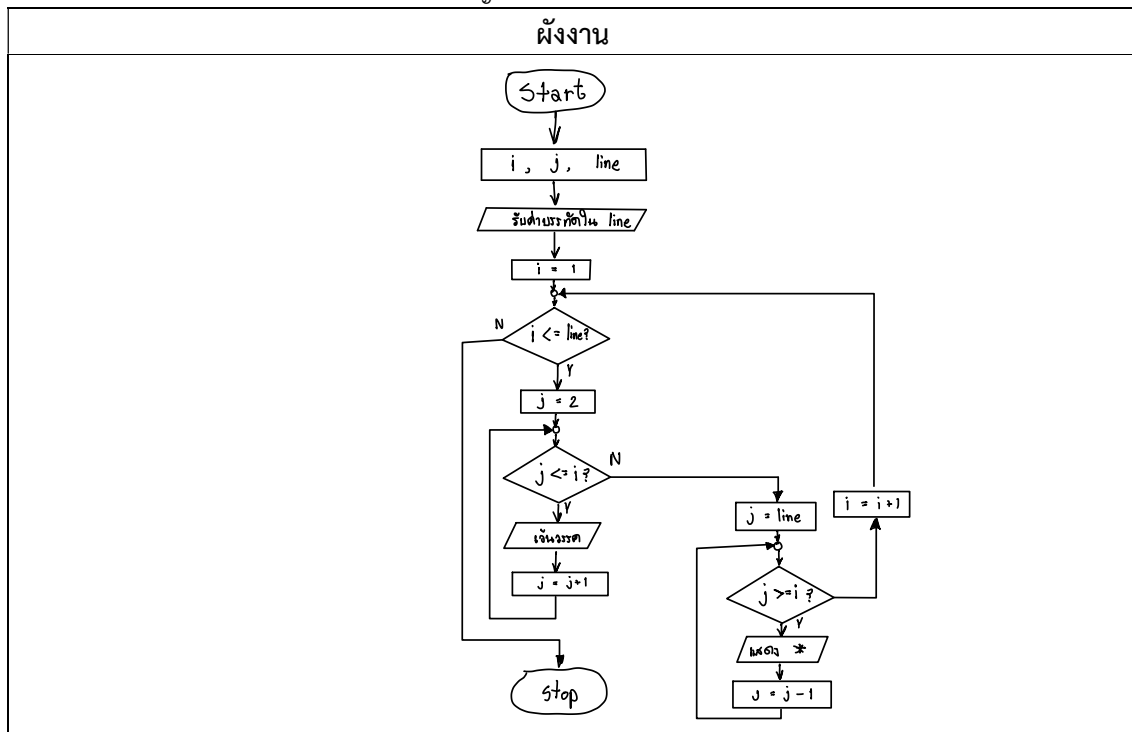 ผังงาน
Start
i , j , line
รับค่าบรรทัดใน line
i = 1
i <= line?
N
Y
j = 2
j <= i ?
N
Y
เว้นวรรค
j = j+1
j = line
j >= i ?
Y
แสดง *
j = j - 1
i = i+1
Stop